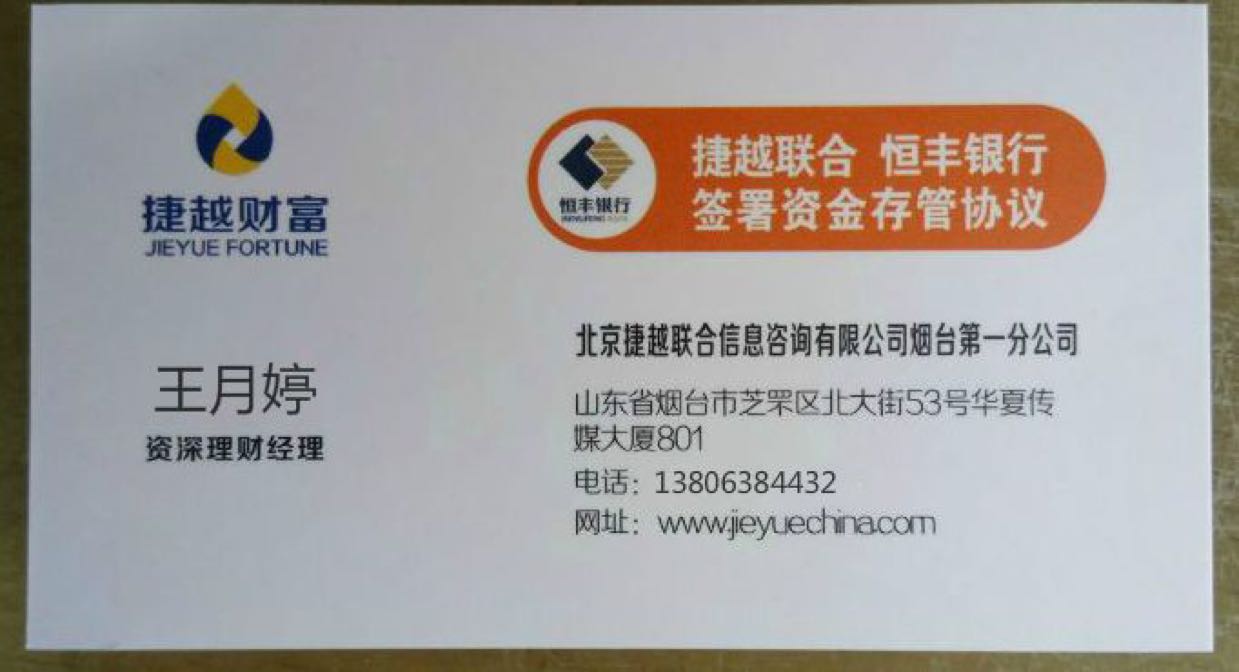 捷越财富
JIEYUE FORTUNE
恒丰银行
捷越联合 恒丰银行
签署资金存管协议
王月婷
资深理财经理
北京捷越联合信息咨询有限公司烟台第一分公司
山东省烟台市芝罘区北大街53号华夏传
媒大厦801
电话：13806384432
网址：www.jieyuechina.com